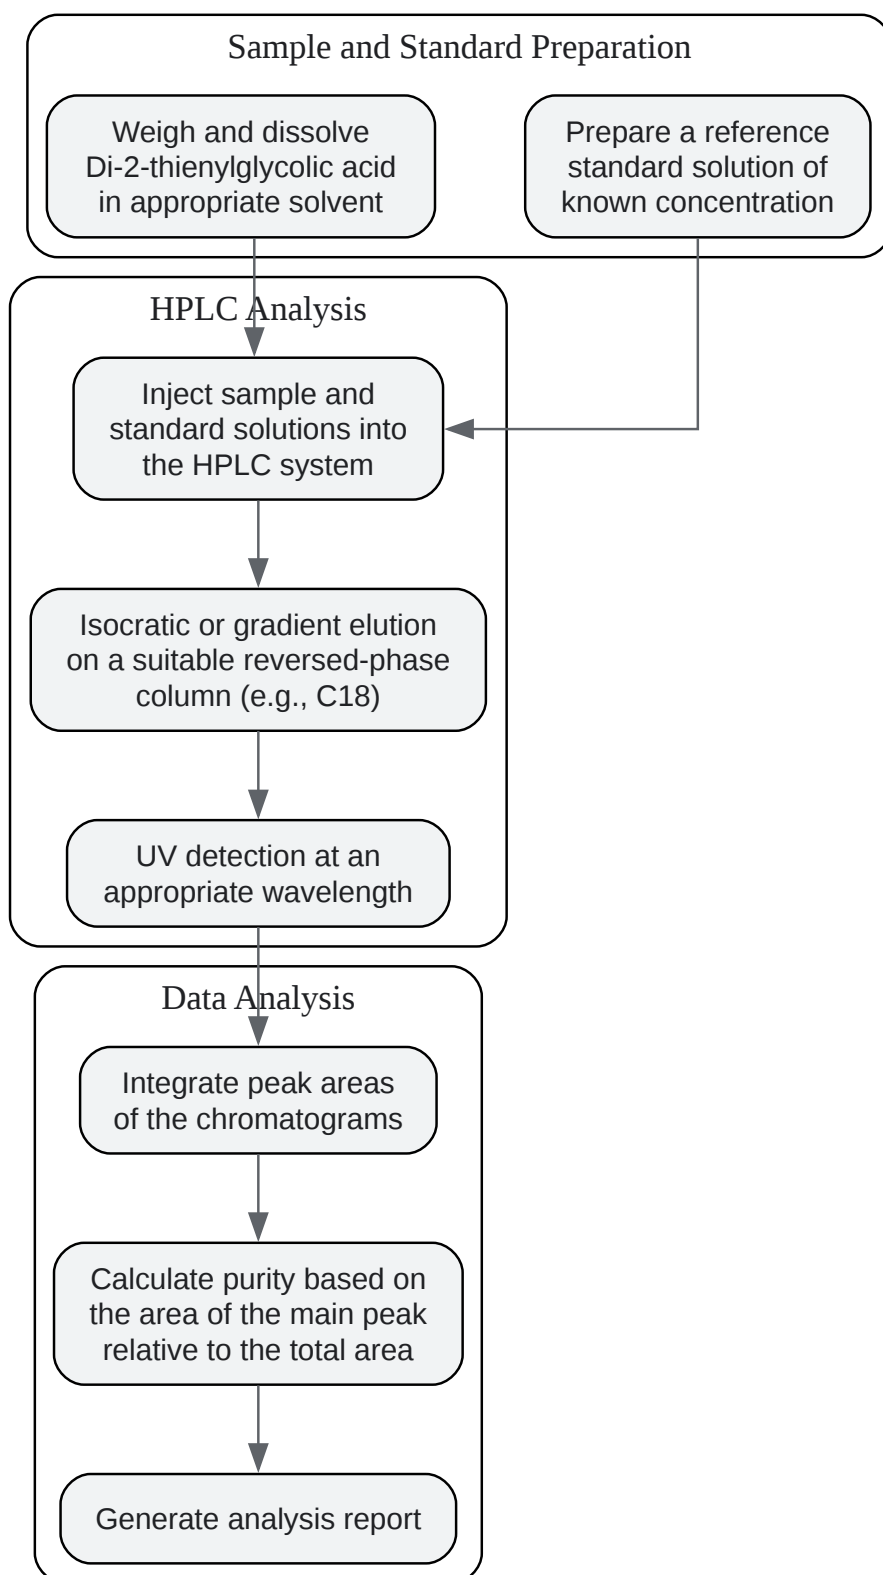 Sample and Standard Preparation
Weigh and dissolve
Di-2-thienylglycolic acid
in appropriate solvent
Prepare a reference
standard solution of
known concentration
HPLC Analysis
Inject sample and
standard solutions into
the HPLC system
Isocratic or gradient elution
on a suitable reversed-phase
column (e.g., C18)
UV detection at an
appropriate wavelength
Data Analysis
Integrate peak areas
of the chromatograms
Calculate purity based on
the area of the main peak
relative to the total area
Generate analysis report